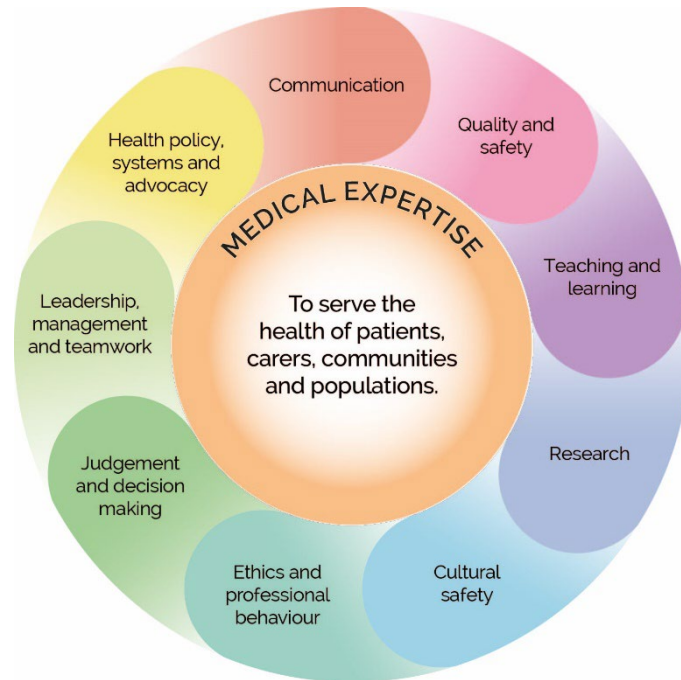 Communication
Quality and
safety
Teaching and
learning
Research
Cultural
safety
Ethics and
professional
behaviour
Judgement
and decision
making
Leadership,
management
and teamwork
Health policy,
systems and
advocacy
MEDICAL EXPERTISE
To serve the
health of patients,
carers, communities
and populations.